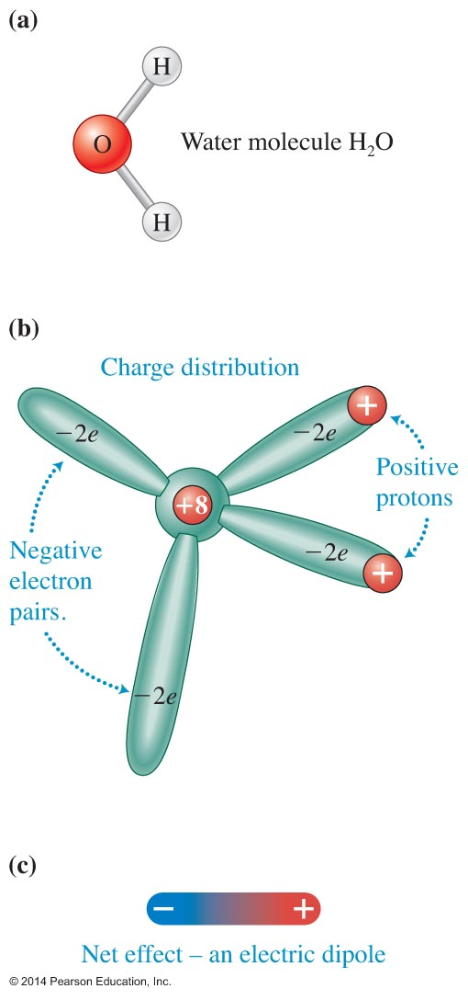 (a)
H
O
Water molecule H₂O
H
(b)
Charge distribution
−2e
−2e
+
+8
Positive
protons
−2e
+
Negative
electron
pairs.
−2e
(c)
− +
Net effect – an electric dipole
© 2014 Pearson Education, Inc.